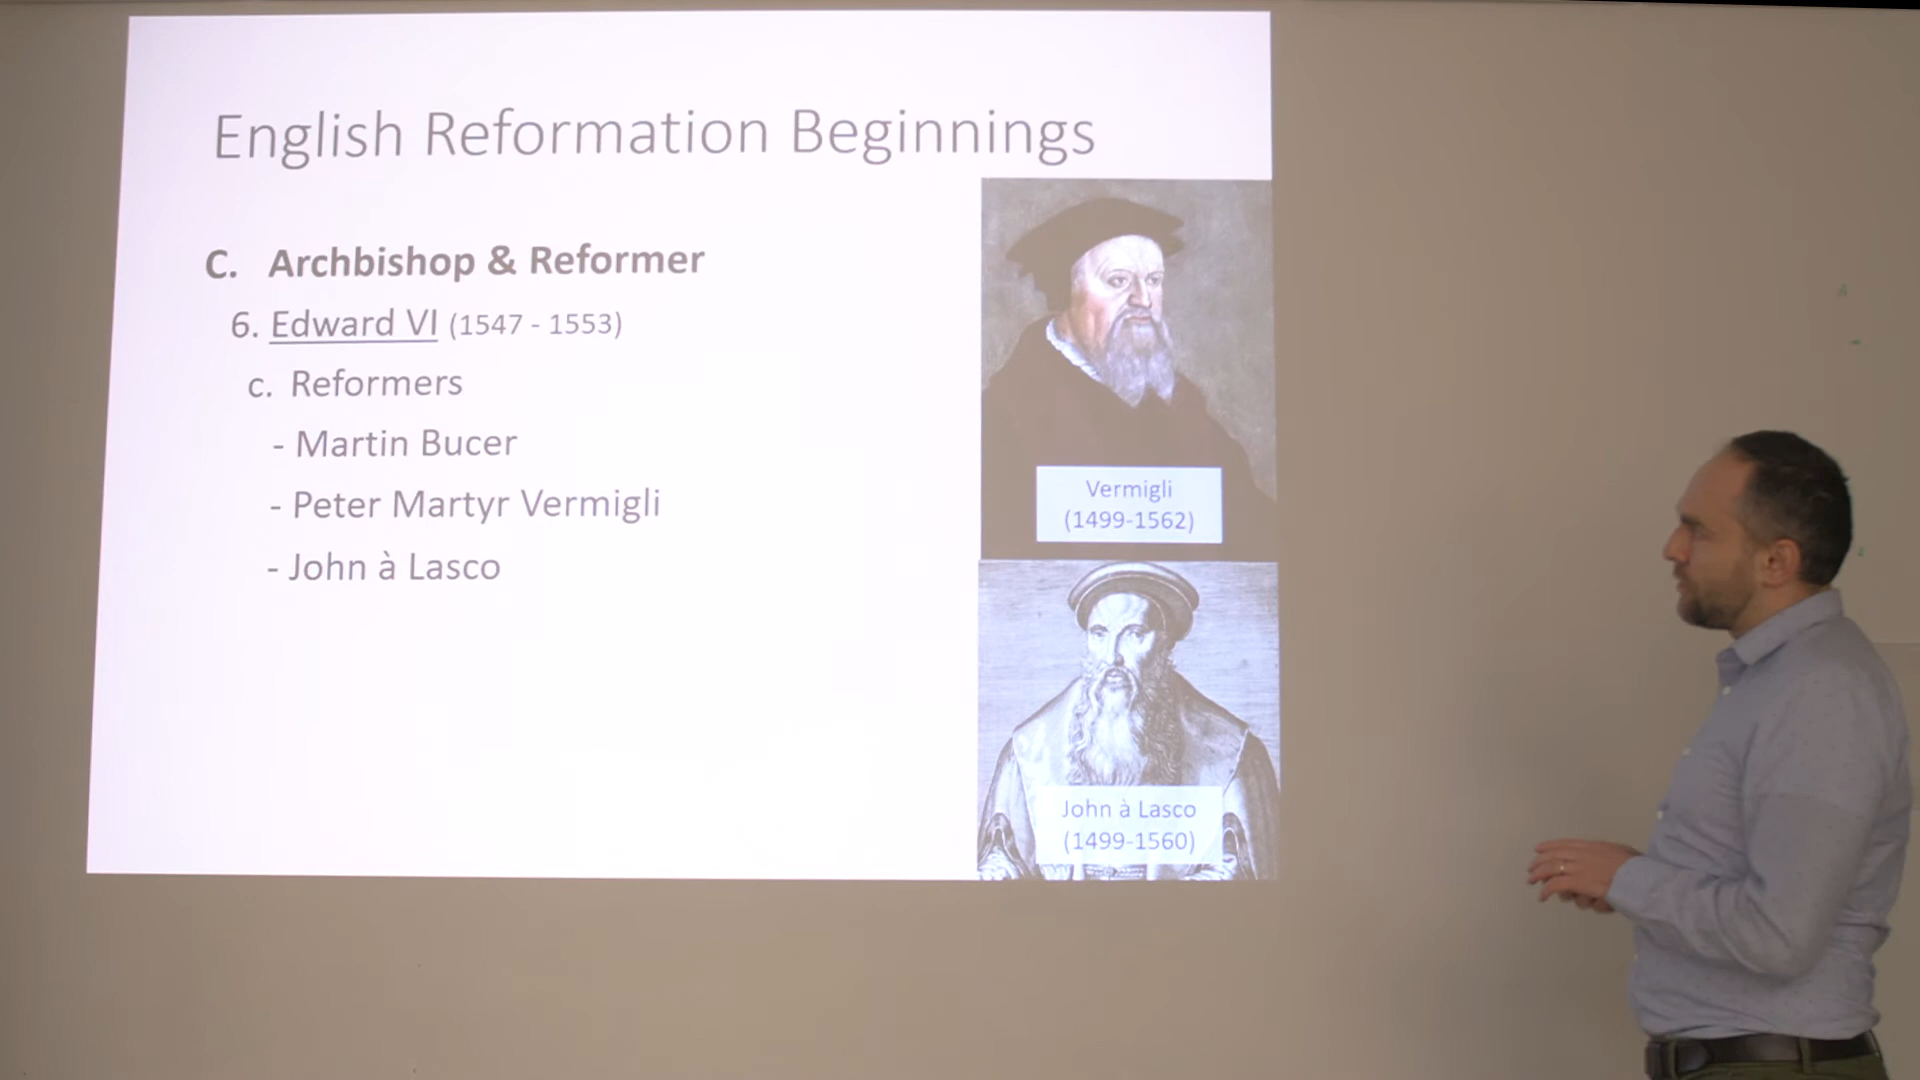 English Reformation Beginnings
C. Archbishop & Reformer
6. Edward VI (1547 - 1553)
c. Reformers
- Martin Bucer
- Peter Martyr Vermigli
- John à Lasco
Vermigli
(1499-1562)
John à Lasco
(1499-1560)